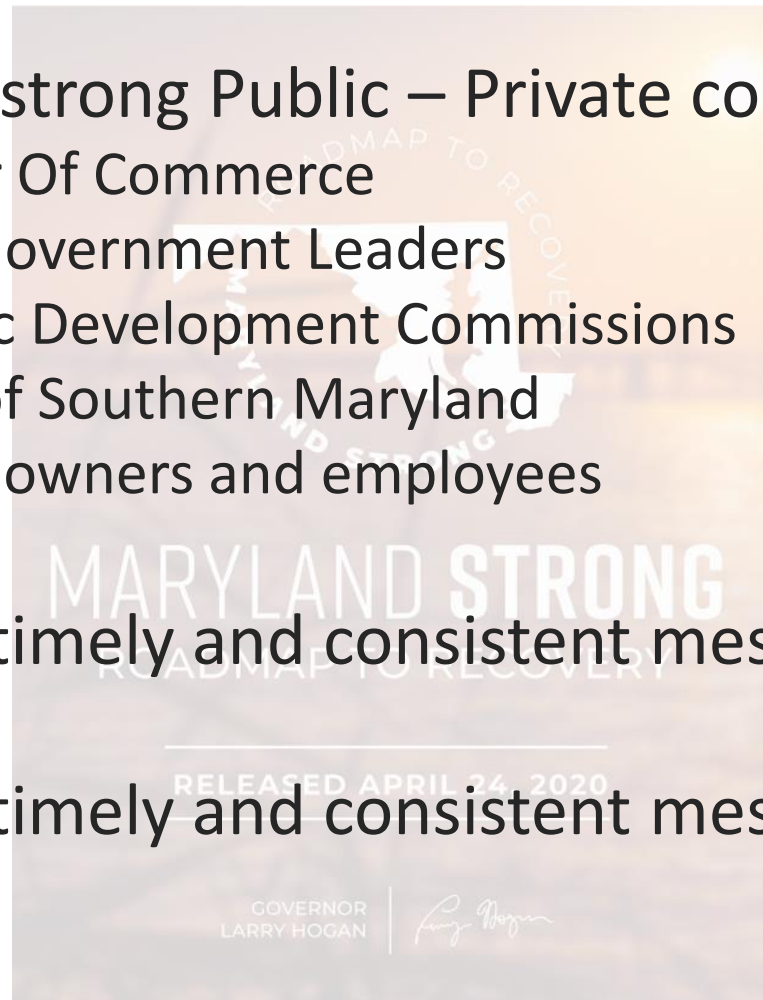 strong Public – Private co
Of Commerce
overnment Leaders
c Development Commissions
of Southern Maryland
owners and employees
timely and consistent mes
timely and consistent mes
ROADMAP TO RECOVERY
MARYLAND STRONG
MARYLAND STRONG
ROADMAP TO RECOVERY
RELEASED APRIL 24, 2020
GOVERNOR
LARRY HOGAN